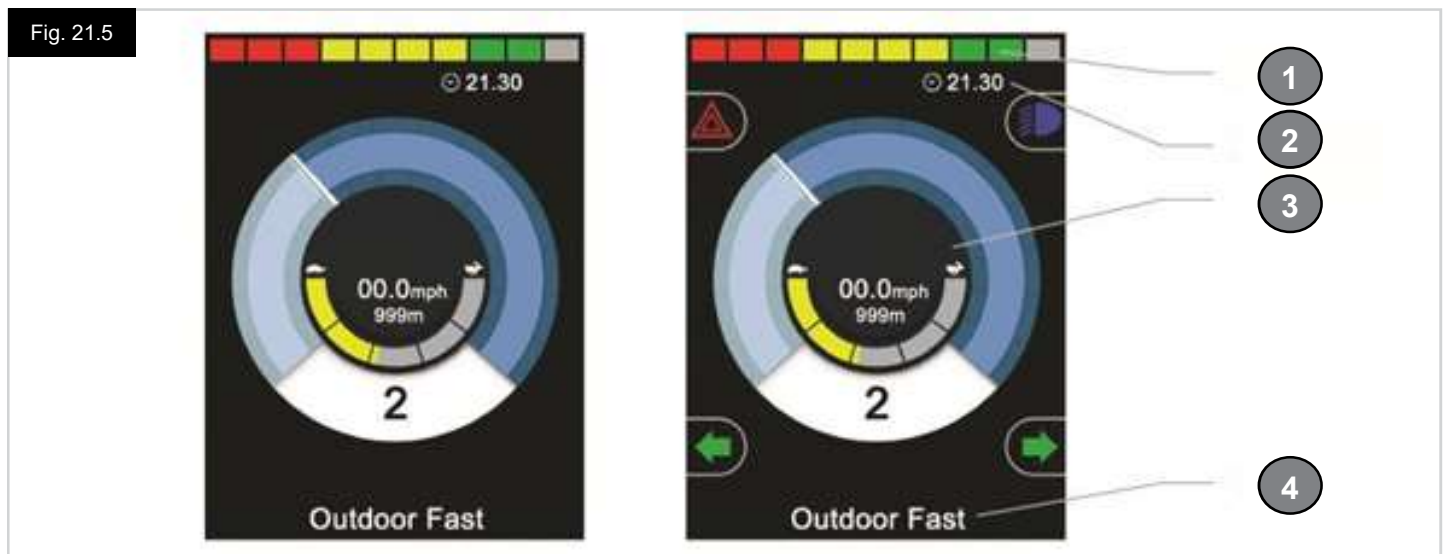 Fig. 21.5
21.30
00.0mph
999m
2
Outdoor Fast
21.30
00.0mph
999m
2
Outdoor Fast
1
2
3
4